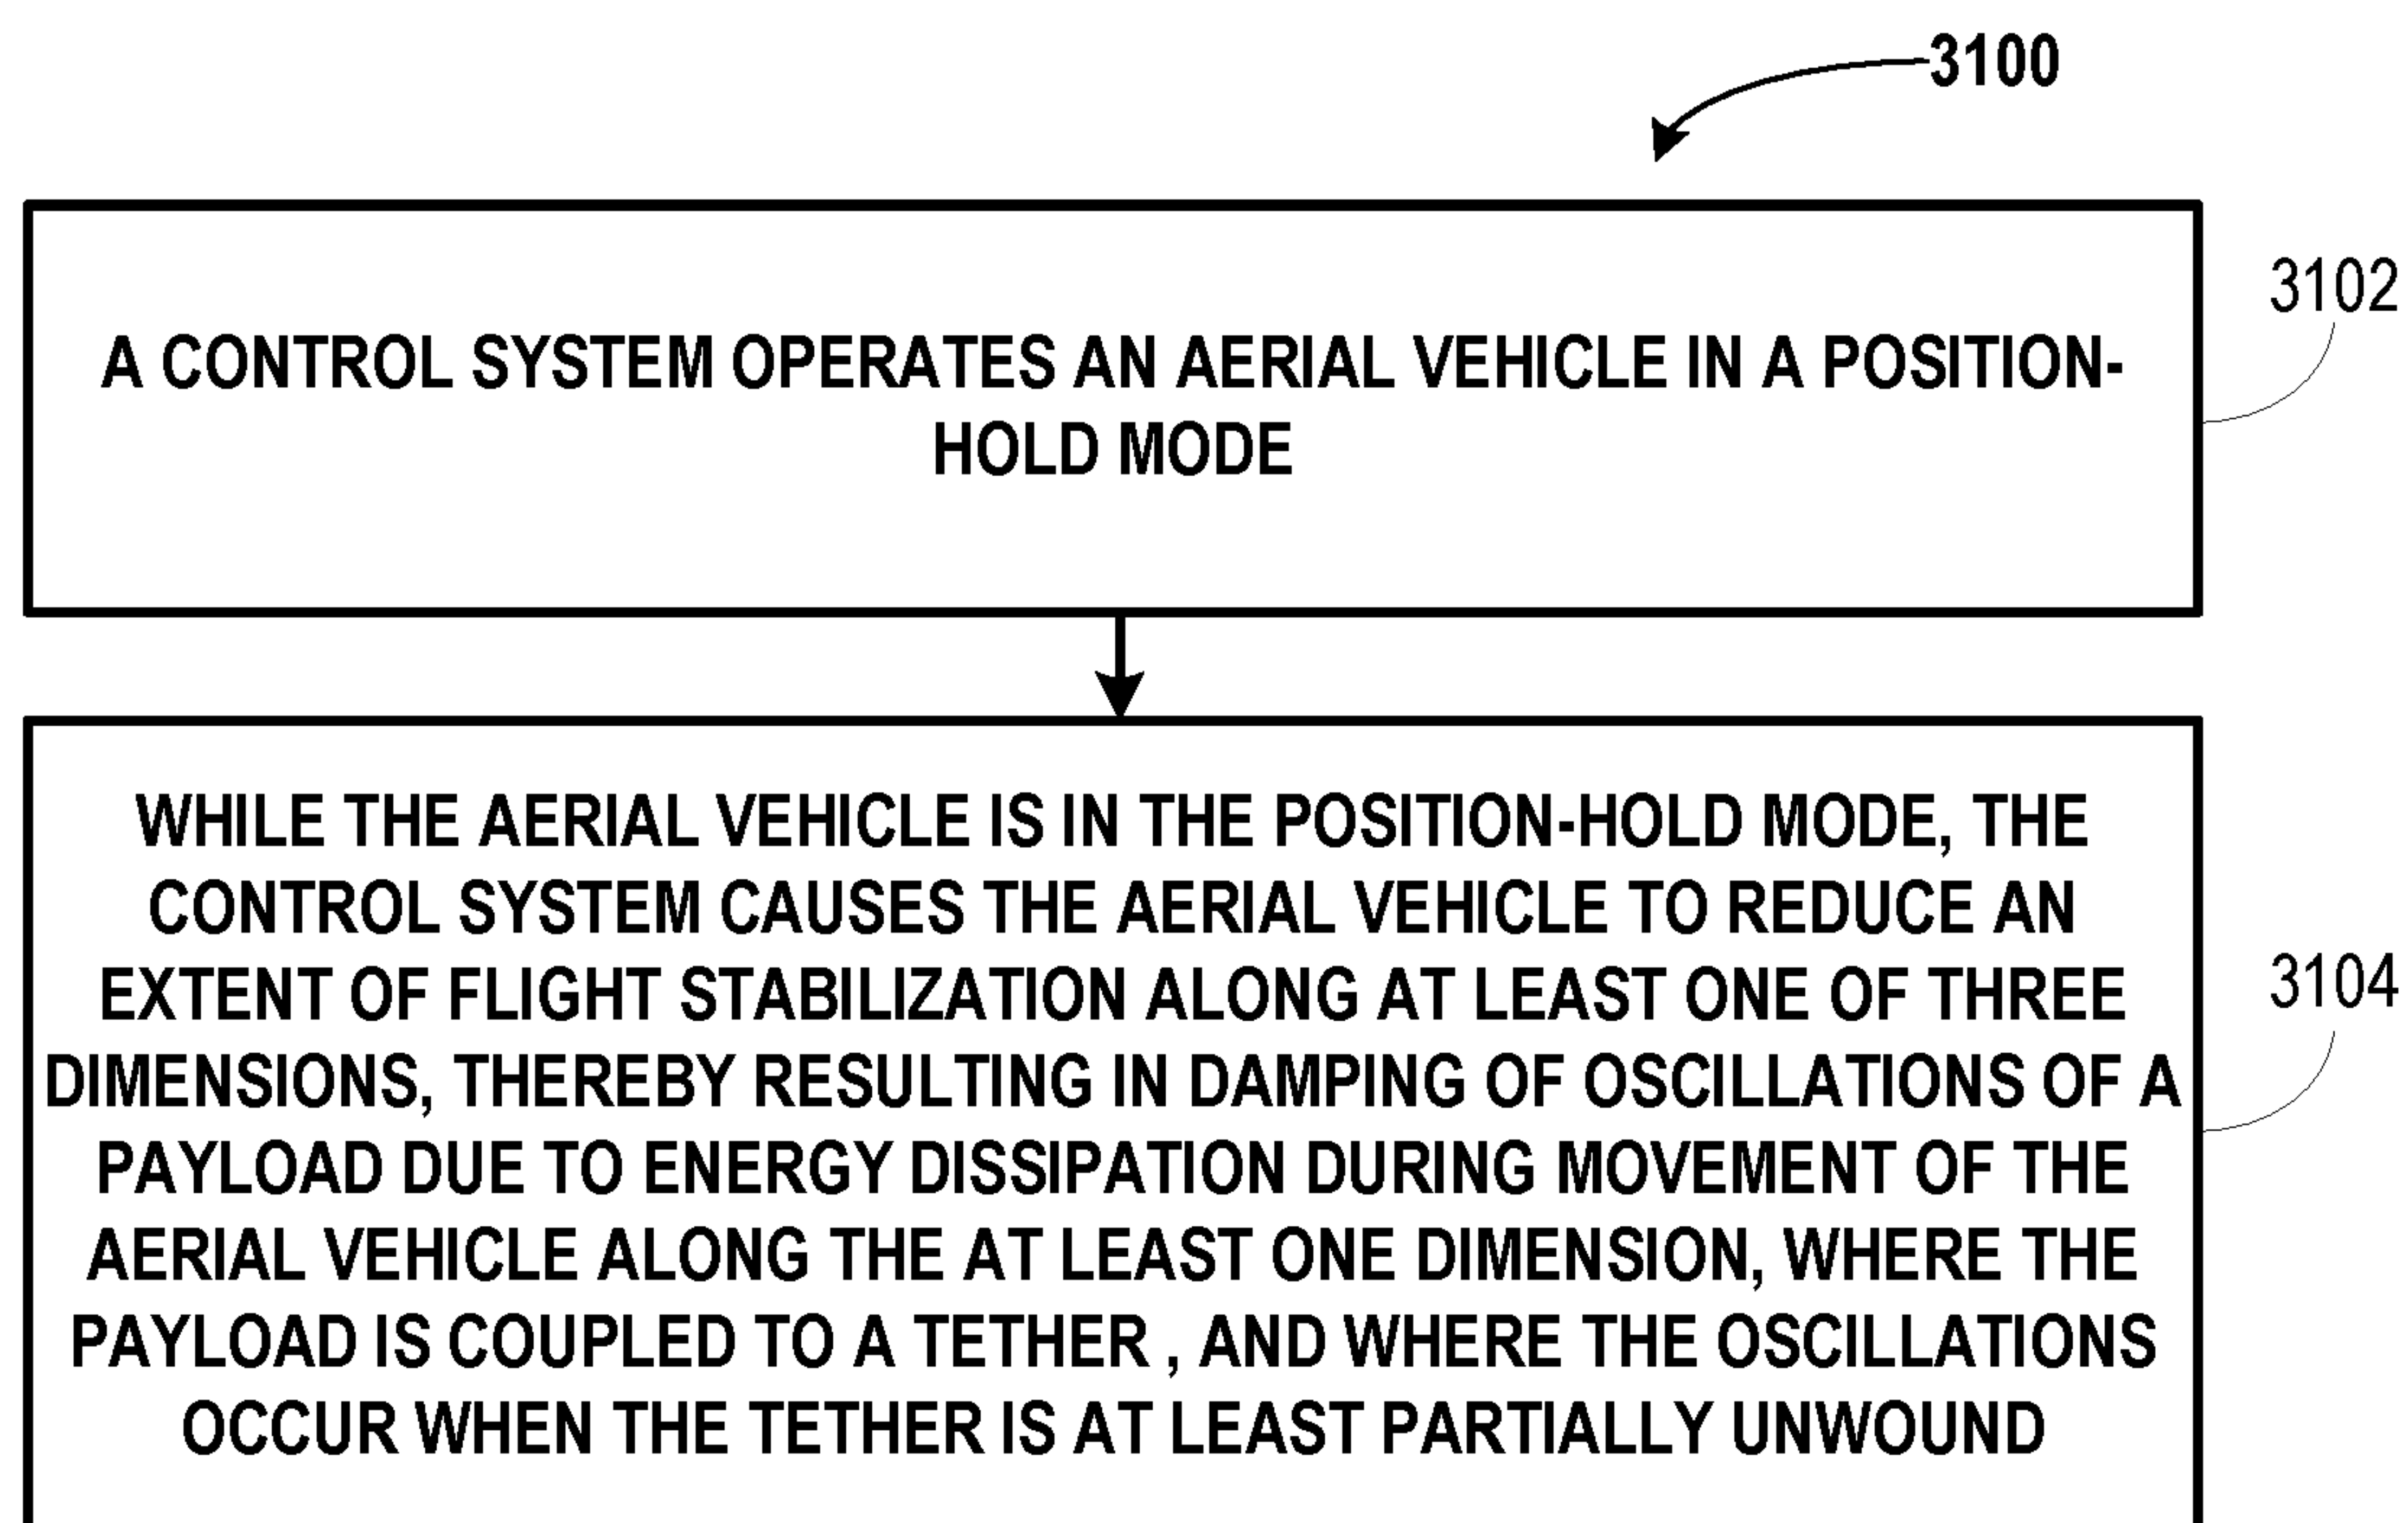 3100
A CONTROL SYSTEM OPERATES AN AERIAL VEHICLE IN A POSITION-
HOLD MODE
3102
WHILE THE AERIAL VEHICLE IS IN THE POSITION-HOLD MODE, THE
CONTROL SYSTEM CAUSES THE AERIAL VEHICLE TO REDUCE AN
EXTENT OF FLIGHT STABILIZATION ALONG AT LEAST ONE OF THREE
DIMENSIONS, THEREBY RESULTING IN DAMPING OF OSCILLATIONS OF A
PAYLOAD DUE TO ENERGY DISSIPATION DURING MOVEMENT OF THE
AERIAL VEHICLE ALONG THE AT LEAST ONE DIMENSION, WHERE THE
PAYLOAD IS COUPLED TO A TETHER , AND WHERE THE OSCILLATIONS
OCCUR WHEN THE TETHER IS AT LEAST PARTIALLY UNWOUND
3104